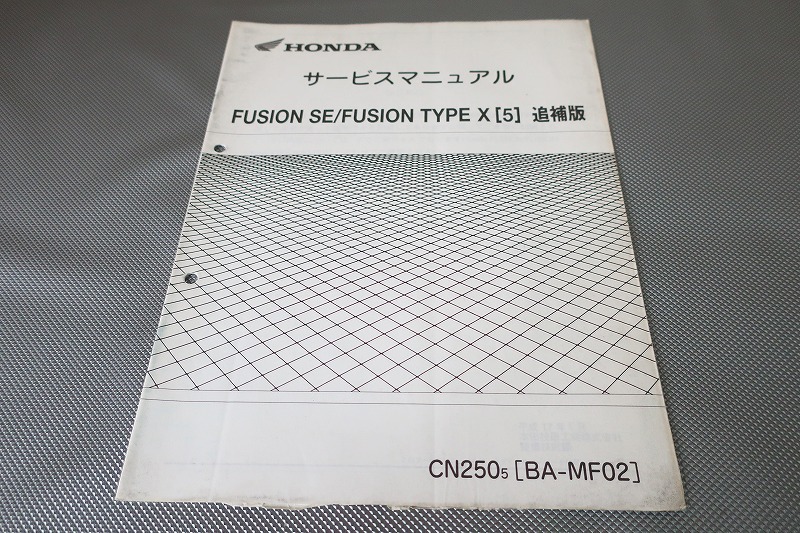 HONDA
サービスマニュアル
FUSION SE/FUSION TYPE X [5] 追補版
CN250₅ [BA-MF02]